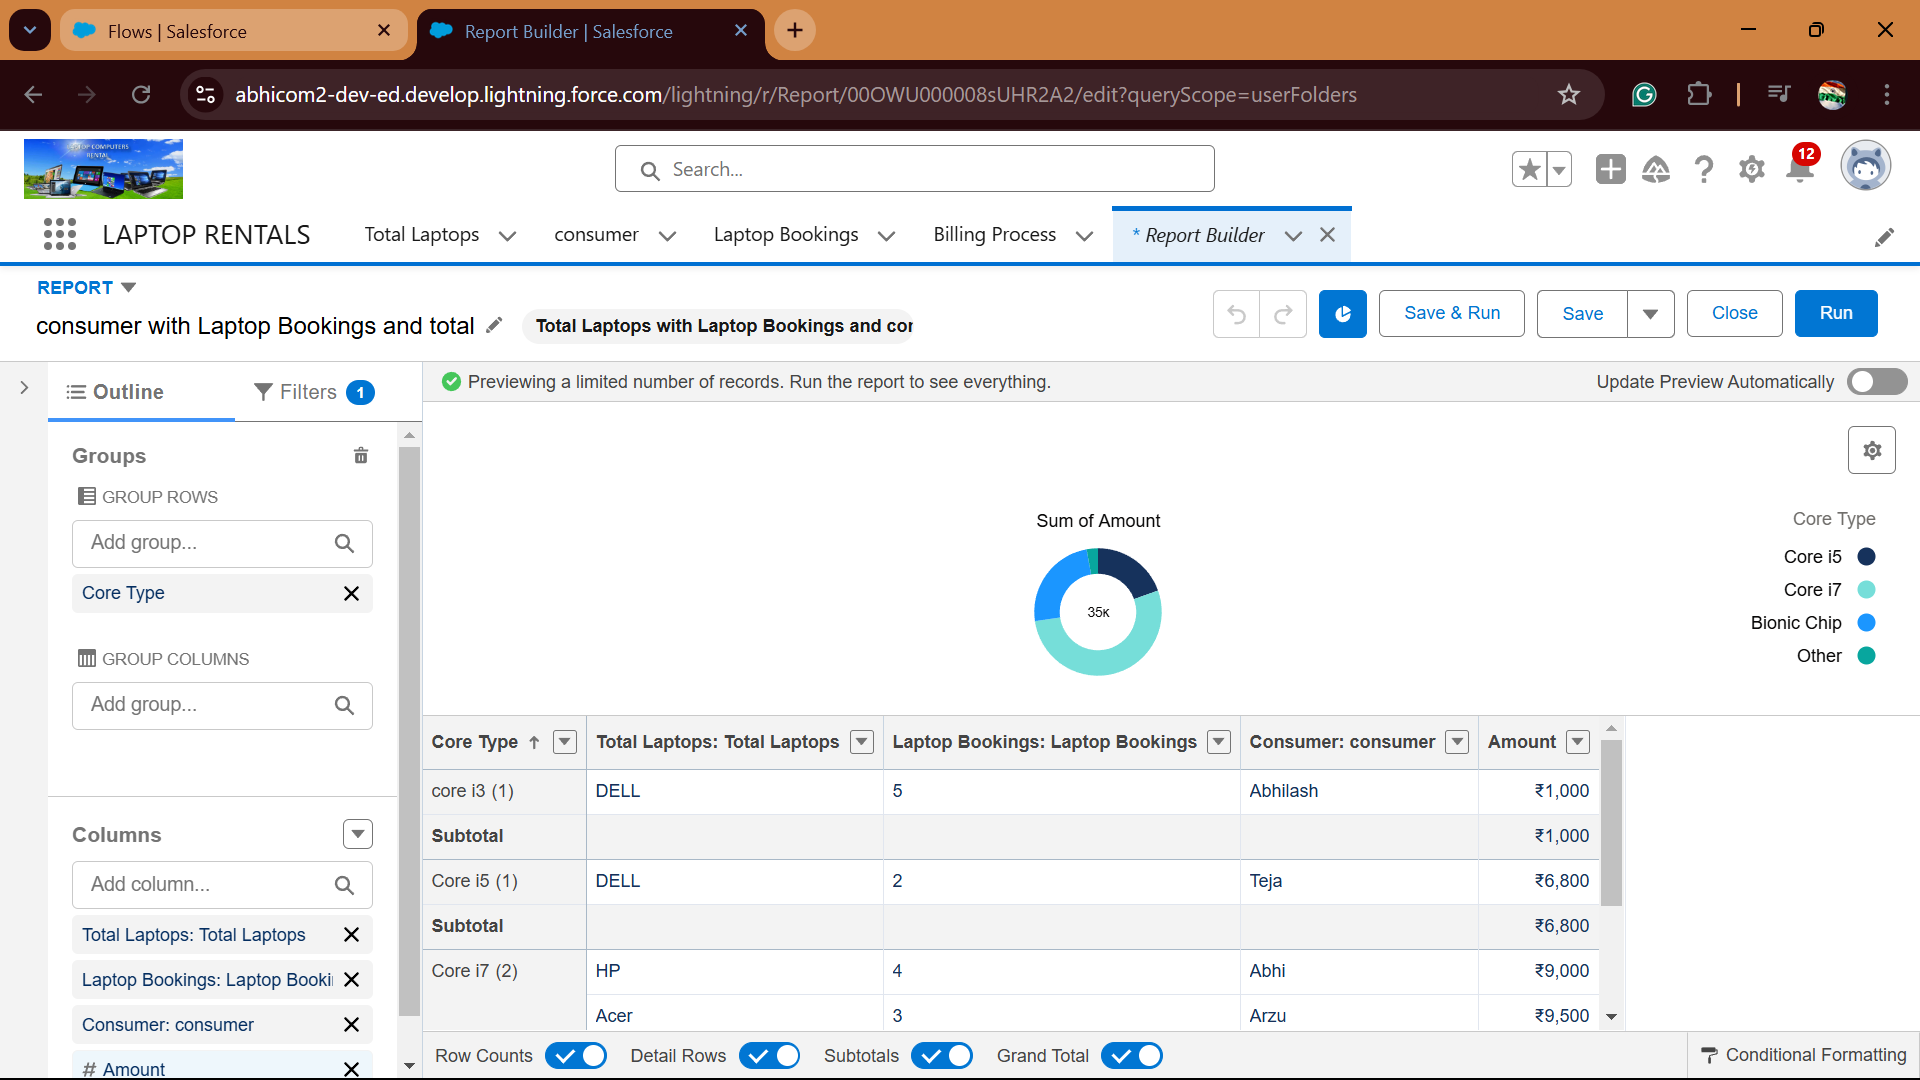 Flows | Salesforce
Report Builder | Salesforce
abhicom2-dev-ed.develop.lightning.force.com/lightning/r/Report/00OWU000008sUHR2A2/edit?queryScope=userFolders
COMPUTERS
RENTAL
Search...
12
LAPTOP RENTALS
Total Laptops
consumer
Laptop Bookings
Billing Process
* Report Builder
REPORT
consumer with Laptop Bookings and total
Total Laptops with Laptop Bookings and cor
Save & Run
Save
Close
Run
Outline
Filters 1
Previewing a limited number of records. Run the report to see everything.
Update Preview Automatically
Groups
GROUP ROWS
Add group...
Core Type
GROUP COLUMNS
Add group...
Columns
Add column...
Total Laptops: Total Laptops
Laptop Bookings: Laptop Booki
Consumer: consumer
# Amount
Sum of Amount
35K
Core Type
Core i5
Core i7
Bionic Chip
Other
Core Type Total Laptops: Total Laptops Laptop Bookings: Laptop Bookings Consumer: consumer Amount
core i3 (1) DELL 5 Abhilash ₹1,000
Subtotal ₹1,000
Core i5 (1) DELL 2 Teja ₹6,800
Subtotal ₹6,800
Core i7 (2) HP 4 Abhi ₹9,000
Acer 3 Arzu ₹9,500
Row Counts
Detail Rows
Subtotals
Grand Total
Conditional Formatting